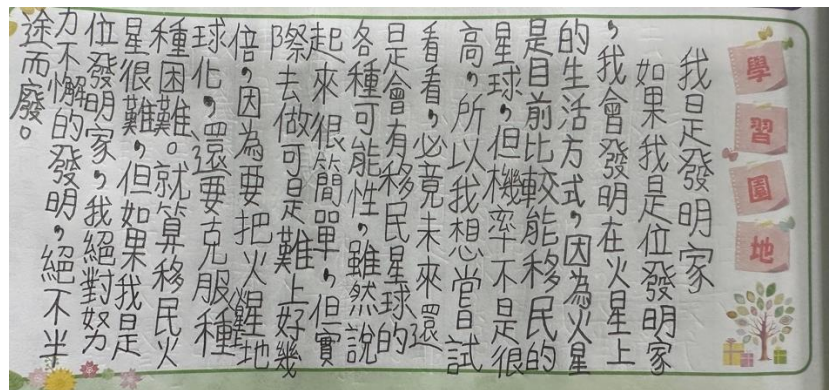 學習園地
我是發明家
如果我是位發明家
，我會發明在火星上
的生活方式，因為火星
是目前比較能移民的
星球，但機率不是很
高，所以我想當試
看看，必竟未來還
是會有移民星球的
各種可能性，雖然說
起來很簡單，但實
際去做可是難上好幾
倍，因為要把火星地
球化，還要克服種
種困難。就算移民火
星很難，但如果我是
位發明家，我絕對努
力不懈的發明，絕不半
途而廢。